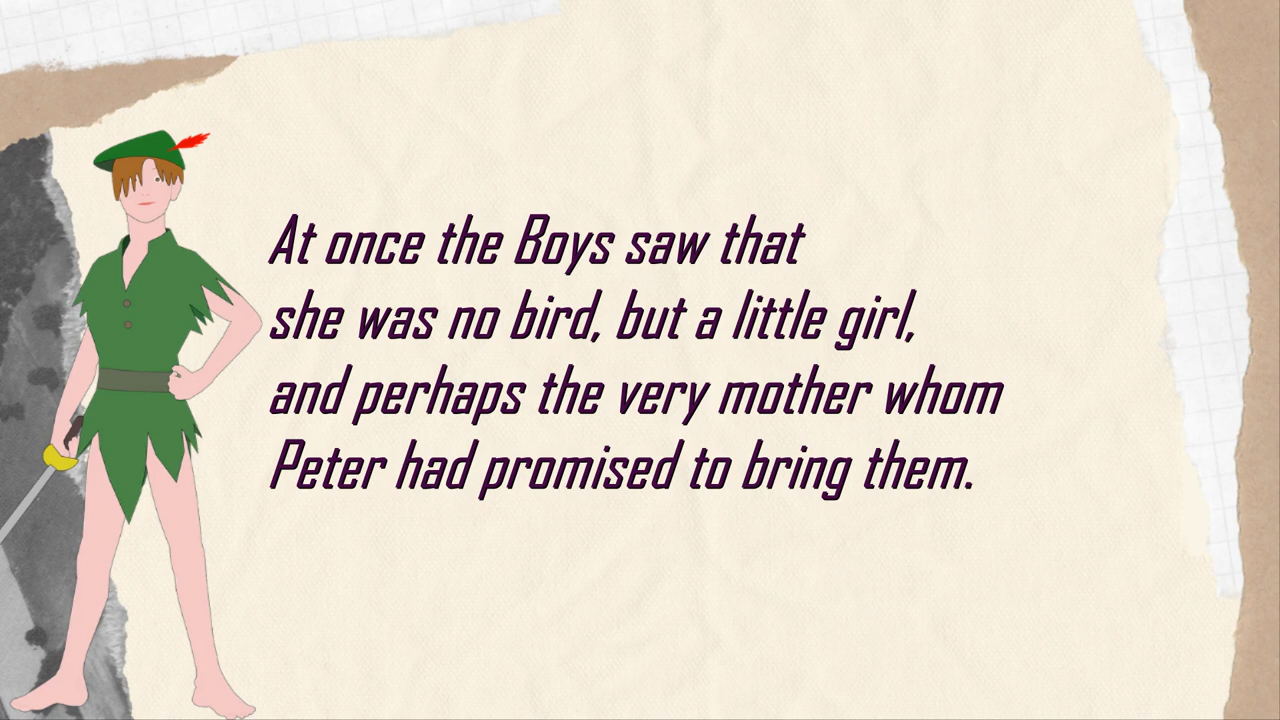 At once the Boys saw that
she was no bird, but a little girl,
and perhaps the very mother whom
Peter had promised to bring them.